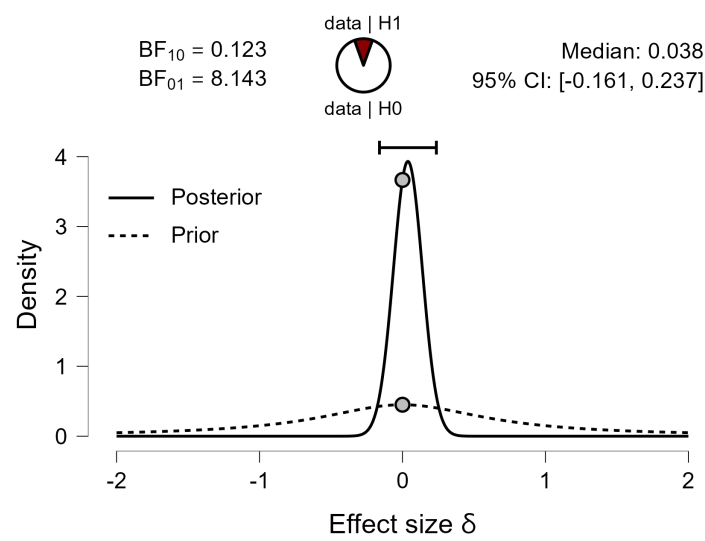 data | H1
BF₁₀ = 0.123
BF₀₁ = 8.143
Median: 0.038
95% CI: [-0.161, 0.237]
data | H0
4
3
2
1
0
Density
Posterior
Prior
-2
-1
0
1
2
Effect size δ